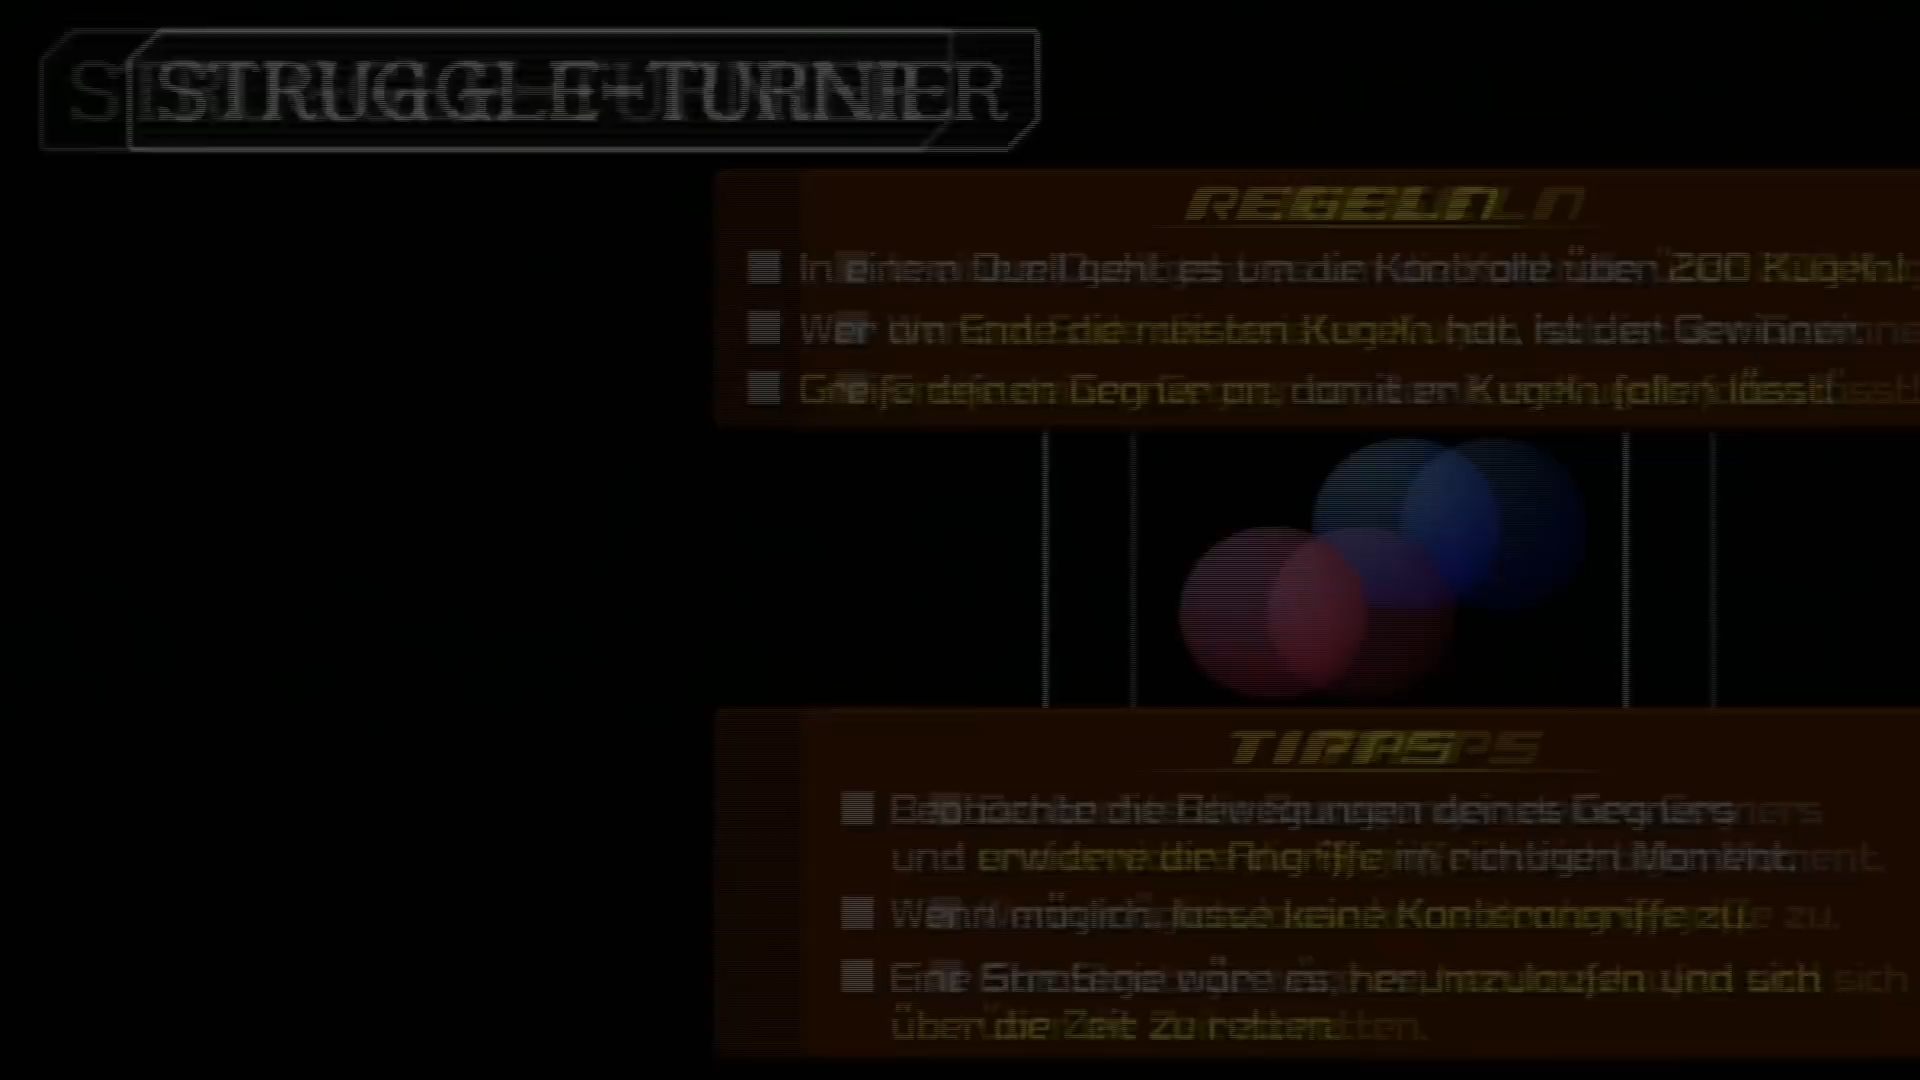 STRUGGLE-TURNIER
REGELN
In einem Duell geht es um die Kontrolle über 200 Kugeln!
Wer am Ende die meisten Kugeln hat, ist der Gewinner.
Greife deinen Gegner an, damit er Kugeln fallen lässt!
TIPPS
Beobachte die Bewegungen deines Gegners
und erwidere die Angriffe im richtigen Moment.
Wenn möglich, lasse keine Konterangriffe zu.
Eine Strategie wäre es, herumzulaufen und sich
über die Zeit zu retten.